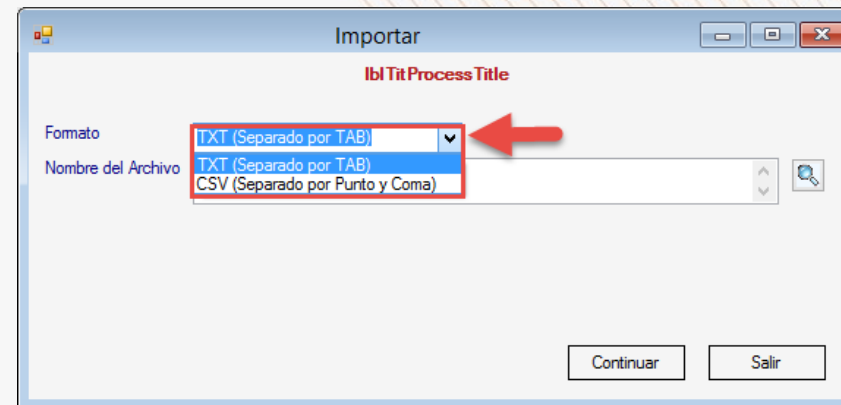 Importar
lblTitProcessTitle
Formato
TXT (Separado por TAB)
Nombre del Archivo
TXT (Separado por TAB)
CSV (Separado por Punto y Coma)
Continuar
Salir